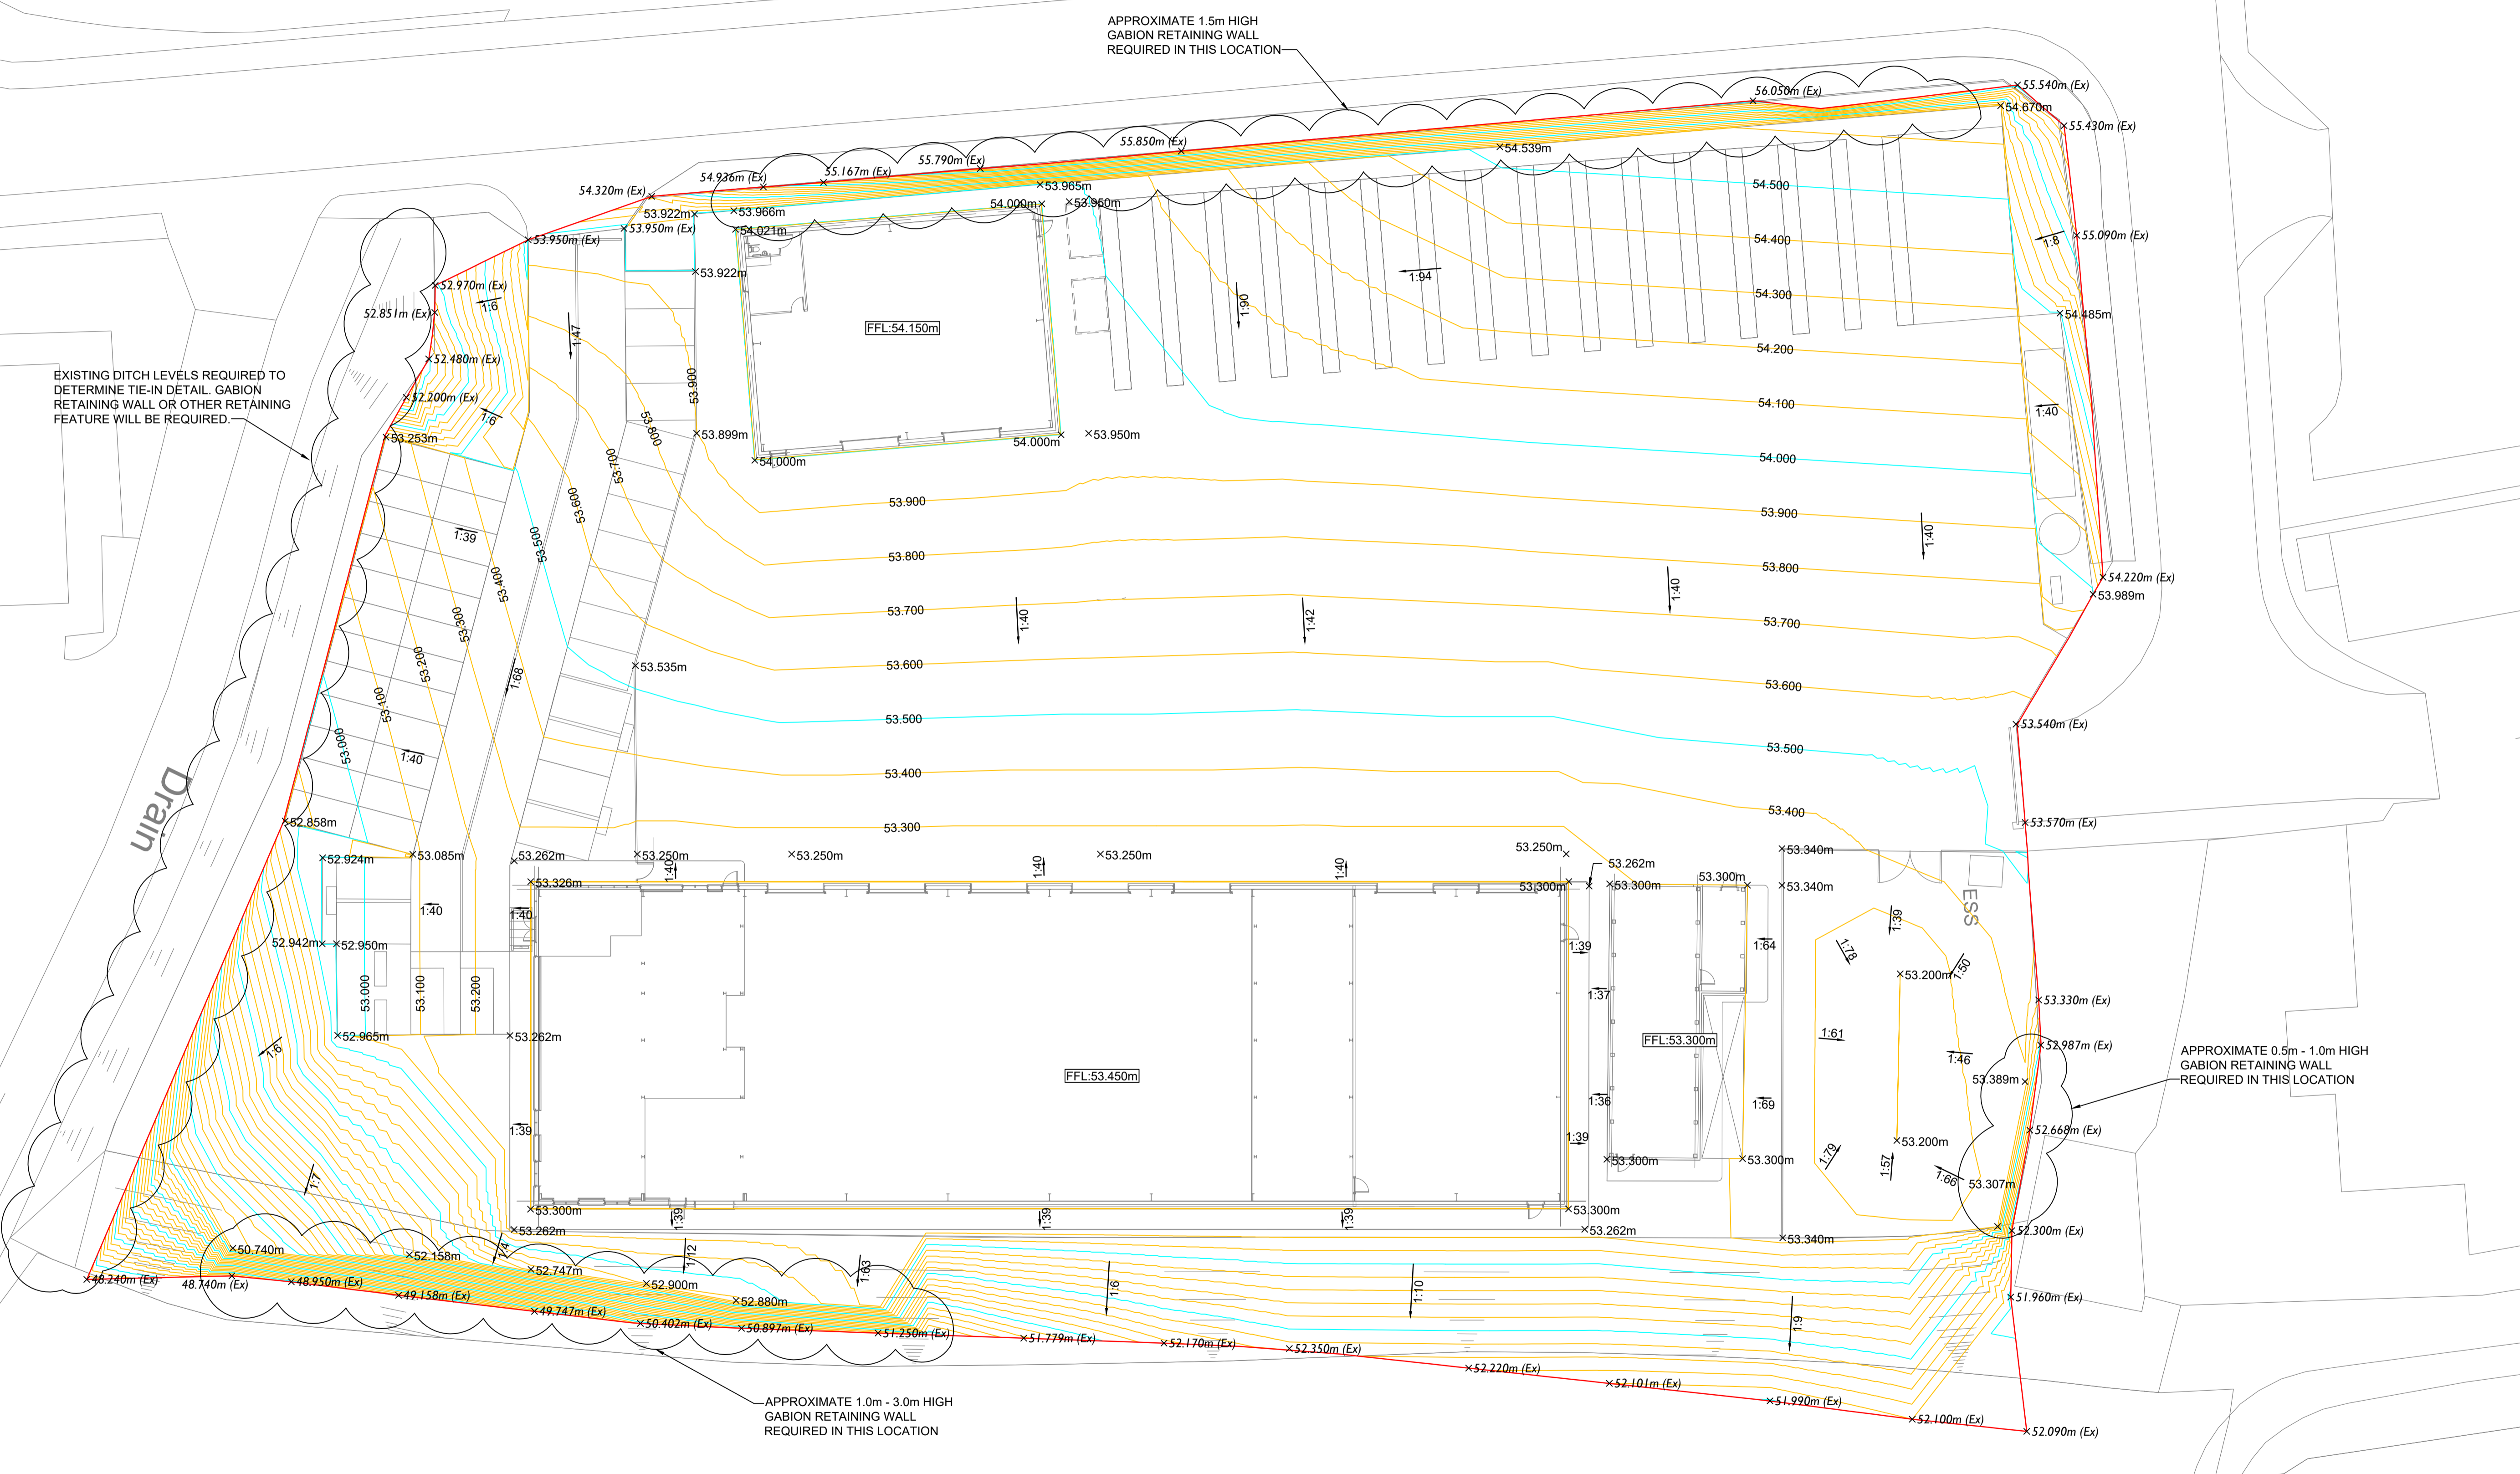 APPROXIMATE 1.5m HIGH
GABION RETAINING WALL
REQUIRED IN THIS LOCATION
56.050m (Ex)
55.540m (Ex)
54.670m
55.430m (Ex)
55.850m (Ex)
55.790m (Ex)
55.167m (Ex)
54.936m (Ex)
54.320m (Ex)
54.539m
53.965m
54.500
53.922m
53.966m
54.000m
53.950m
53.950m (Ex)
54.021m
53.950m (Ex)
55.090m (Ex)
1:8
54.400
53.922m
1:94
52.970m (Ex)
1:6
54.300
1:90
52.851m (Ex)
54.485m
FFL:54.150m
1:47
54.200
52.480m (Ex)
EXISTING DITCH LEVELS REQUIRED TO
DETERMINE TIE-IN DETAIL. GABION
RETAINING WALL OR OTHER RETAINING
FEATURE WILL BE REQUIRED.
53.900
52.200m (Ex)
54.100
1:40
1:6
53.800
53.253m
53.899m
54.000m
53.950m
54.000m
54.000
53.700
53.600
53.900
53.900
1:39
53.500
1:40
53.800
53.800
53.400
54.220m (Ex)
53.989m
1:40
53.300
53.700
1:40
1:42
53.700
53.200
53.535m
53.600
1:68
53.600
53.100
53.500
53.540m (Ex)
53.000
53.500
1:40
53.400
Drain
53.400
52.858m
53.300
53.570m (Ex)
52.924m
53.085m
53.262m
53.250m
53.250m
53.250m
53.250m
53.340m
53.262m
1:40
1:40
1:40
53.326m
53.300m
53.300m
53.300m
53.340m
ESS
1:40
1:40
1:39
52.942m
52.950m
1:39
1:64
1:78
53.200m
1:50
53.000
53.100
53.200
1:37
53.330m (Ex)
52.965m
53.262m
1:61
FFL:53.300m
52.987m (Ex)
1:6
1:46
APPROXIMATE 0.5m - 1.0m HIGH
GABION RETAINING WALL
REQUIRED IN THIS LOCATION
FFL:53.450m
53.389m
1:36
1:69
1:39
1:39
52.668m (Ex)
53.200m
1:79
53.300m
53.300m
1:57
1:66
1:7
53.307m
53.300m
1:39
1:39
1:39
53.300m
53.262m
53.262m
52.300m (Ex)
53.340m
50.740m
52.158m
1:4
1:12
1:63
52.747m
1:6
1:10
48.240m (Ex)
48.740m (Ex)
48.950m (Ex)
52.900m
49.158m (Ex)
52.880m
51.960m (Ex)
49.747m (Ex)
1:9
50.402m (Ex)
50.897m (Ex)
51.250m (Ex)
51.779m (Ex)
52.170m (Ex)
52.350m (Ex)
52.220m (Ex)
52.101m (Ex)
51.990m (Ex)
52.100m (Ex)
52.090m (Ex)
APPROXIMATE 1.0m - 3.0m HIGH
GABION RETAINING WALL
REQUIRED IN THIS LOCATION